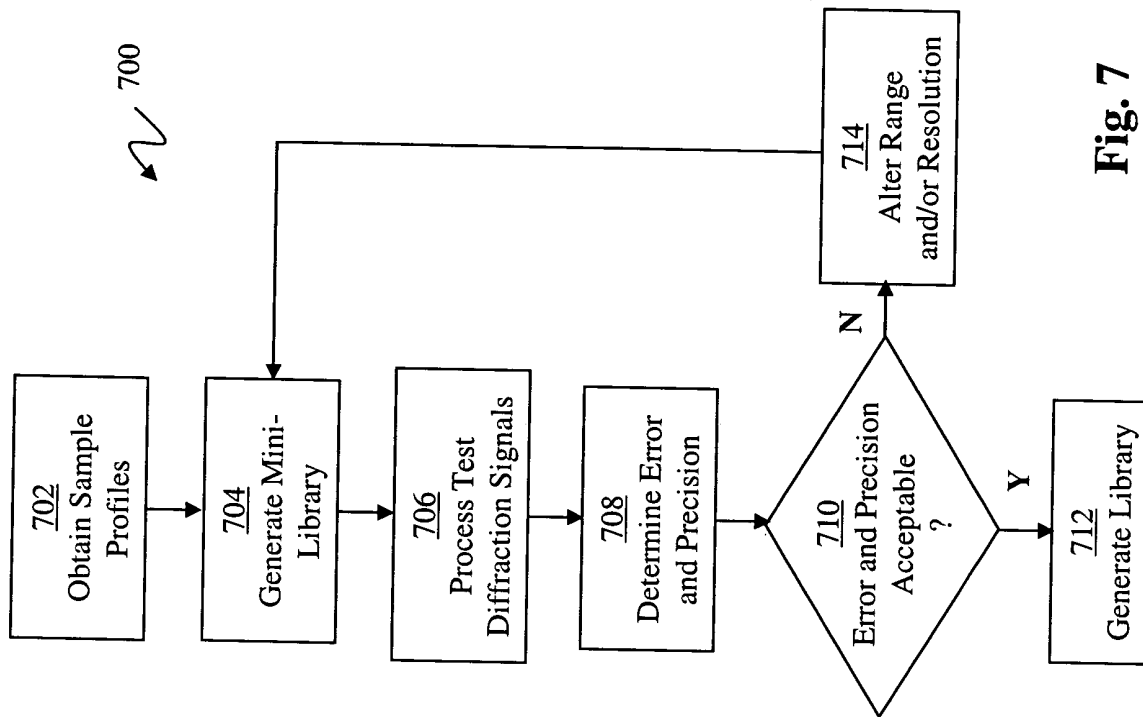 700
702
Obtain Sample
Profiles
704
Generate Mini-
Library
706
Process Test
Diffraction Signals
708
Determine Error
and Precision
710
Error and Precision
Acceptable
?
N
714
Alter Range
and/or Resolution
Y
712
Generate Library
Fig. 7